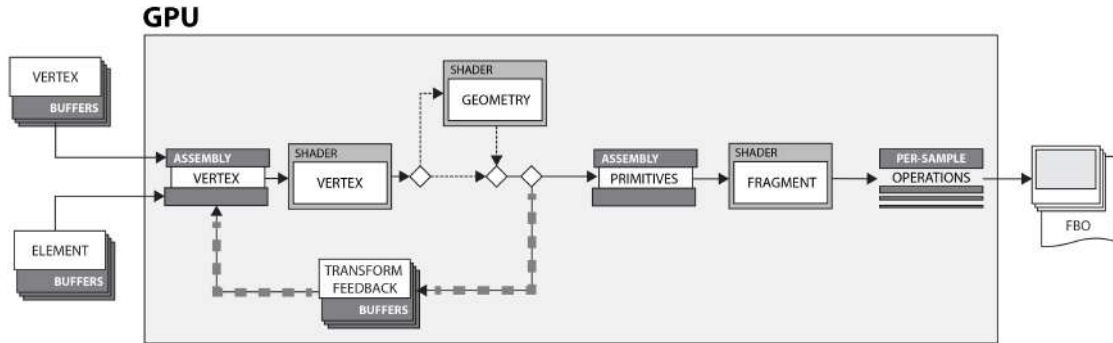 GPU
VERTEX
BUFFERS
ELEMENT
BUFFERS
ASSEMBLY
VERTEX
SHADER
VERTEX
SHADER
GEOMETRY
TRANSFORM
FEEDBACK
BUFFERS
ASSEMBLY
PRIMITIVES
SHADER
FRAGMENT
PER-SAMPLE
OPERATIONS
FBO